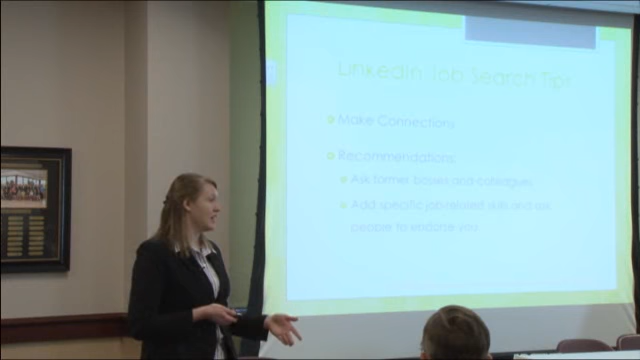 LinkedIn Job Search Tips
Make Connections
Recommendations
Ask former bosses and colleagues
Add specific job-related skills and ask
people to endorse you